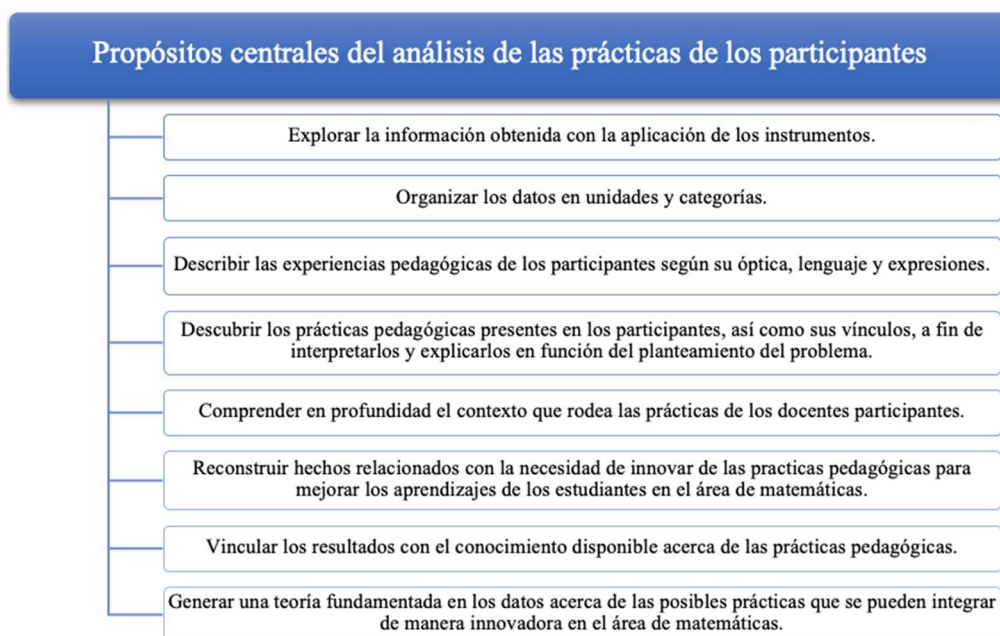 Propósitos centrales del análisis de las prácticas de los participantes
Explorar la información obtenida con la aplicación de los instrumentos.
Organizar los datos en unidades y categorías.
Describir las experiencias pedagógicas de los participantes según su óptica, lenguaje y expresiones.
Descubrir los prácticas pedagógicas presentes en los participantes, así como sus vínculos, a fin de
interpretarlos y explicarlos en función del planteamiento del problema.
Comprender en profundidad el contexto que rodea las prácticas de los docentes participantes.
Reconstruir hechos relacionados con la necesidad de innovar de las practicas pedagógicas para
mejorar los aprendizajes de los estudiantes en el área de matemáticas.
Vincular los resultados con el conocimiento disponible acerca de las prácticas pedagógicas.
Generar una teoría fundamentada en los datos acerca de las posibles prácticas que se pueden integrar
de manera innovadora en el área de matemáticas.